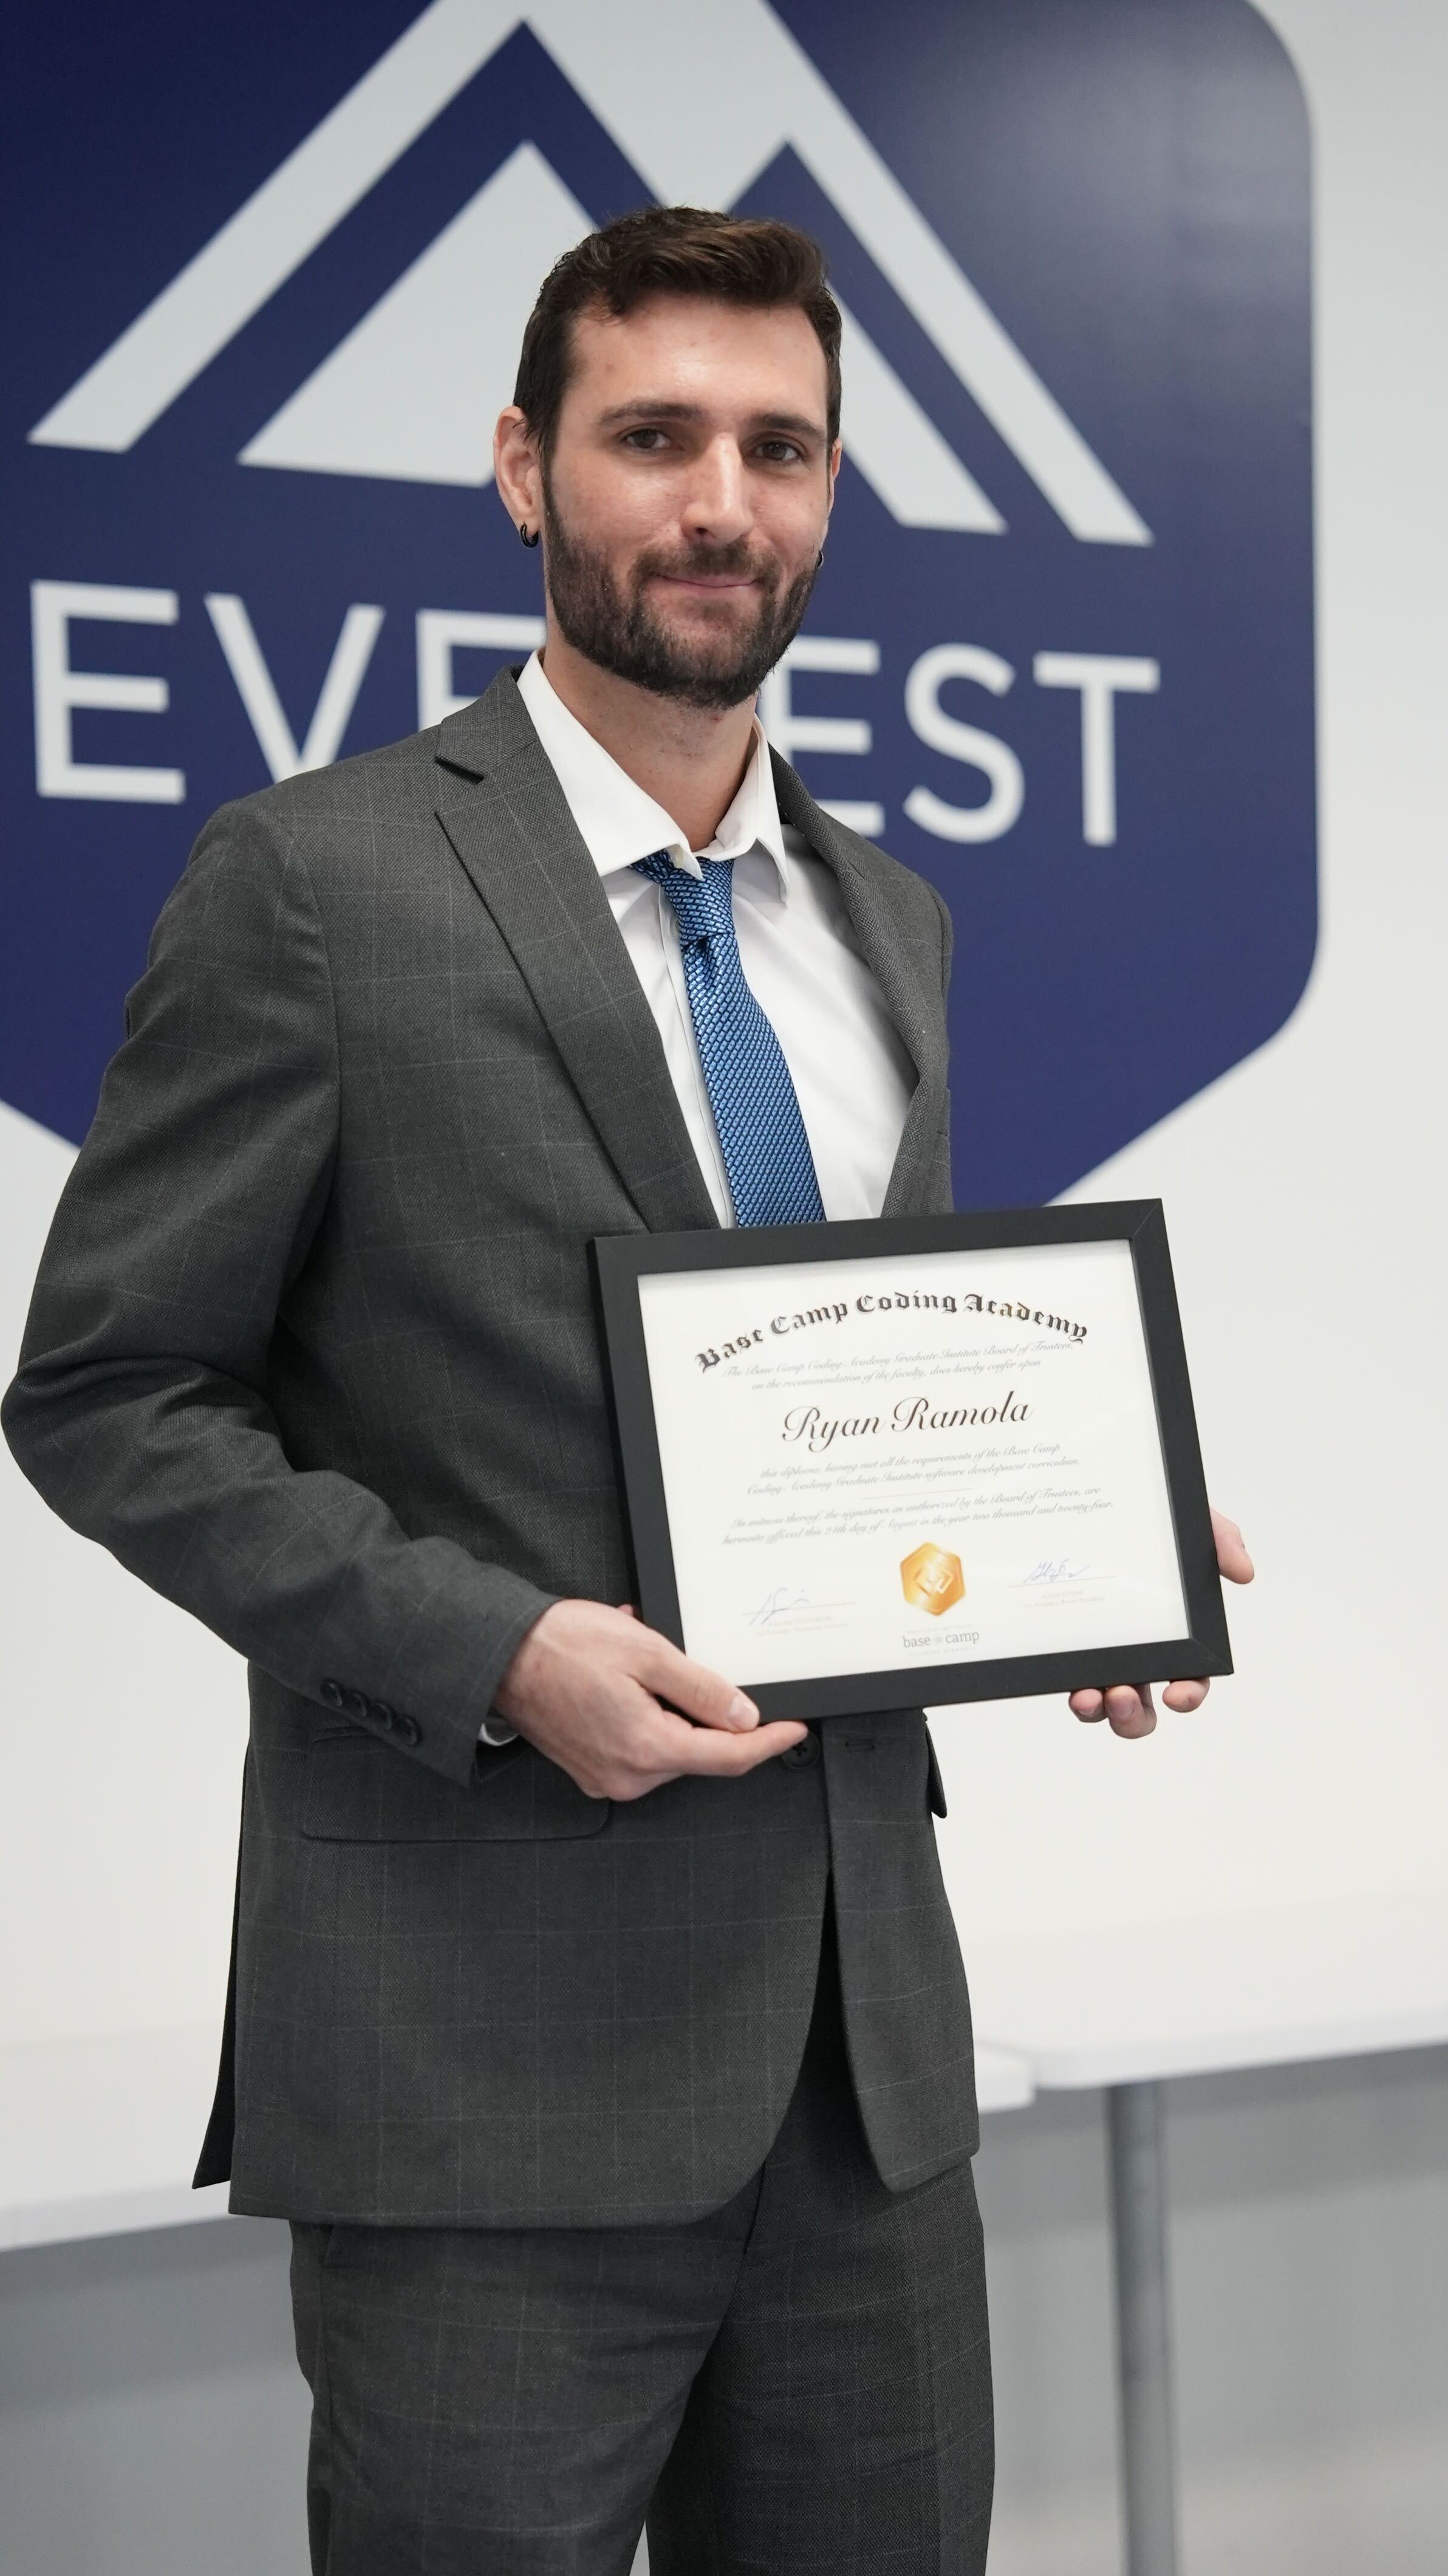 EVEREST
Base Camp Coding Academy
The Base Camp Coding Academy Graduate Institute Board of Trustees,
on the recommendation of the faculty, does hereby confer upon
Ryan Ramola
this diploma, having met all the requirements of the Base Camp
Coding Academy Graduate Institute software development curriculum.
In witness thereof, the signatures as authorized by the Board of Trustees, are
hereunto affixed this 24th day of August in the year two thousand and twenty-four.
base camp